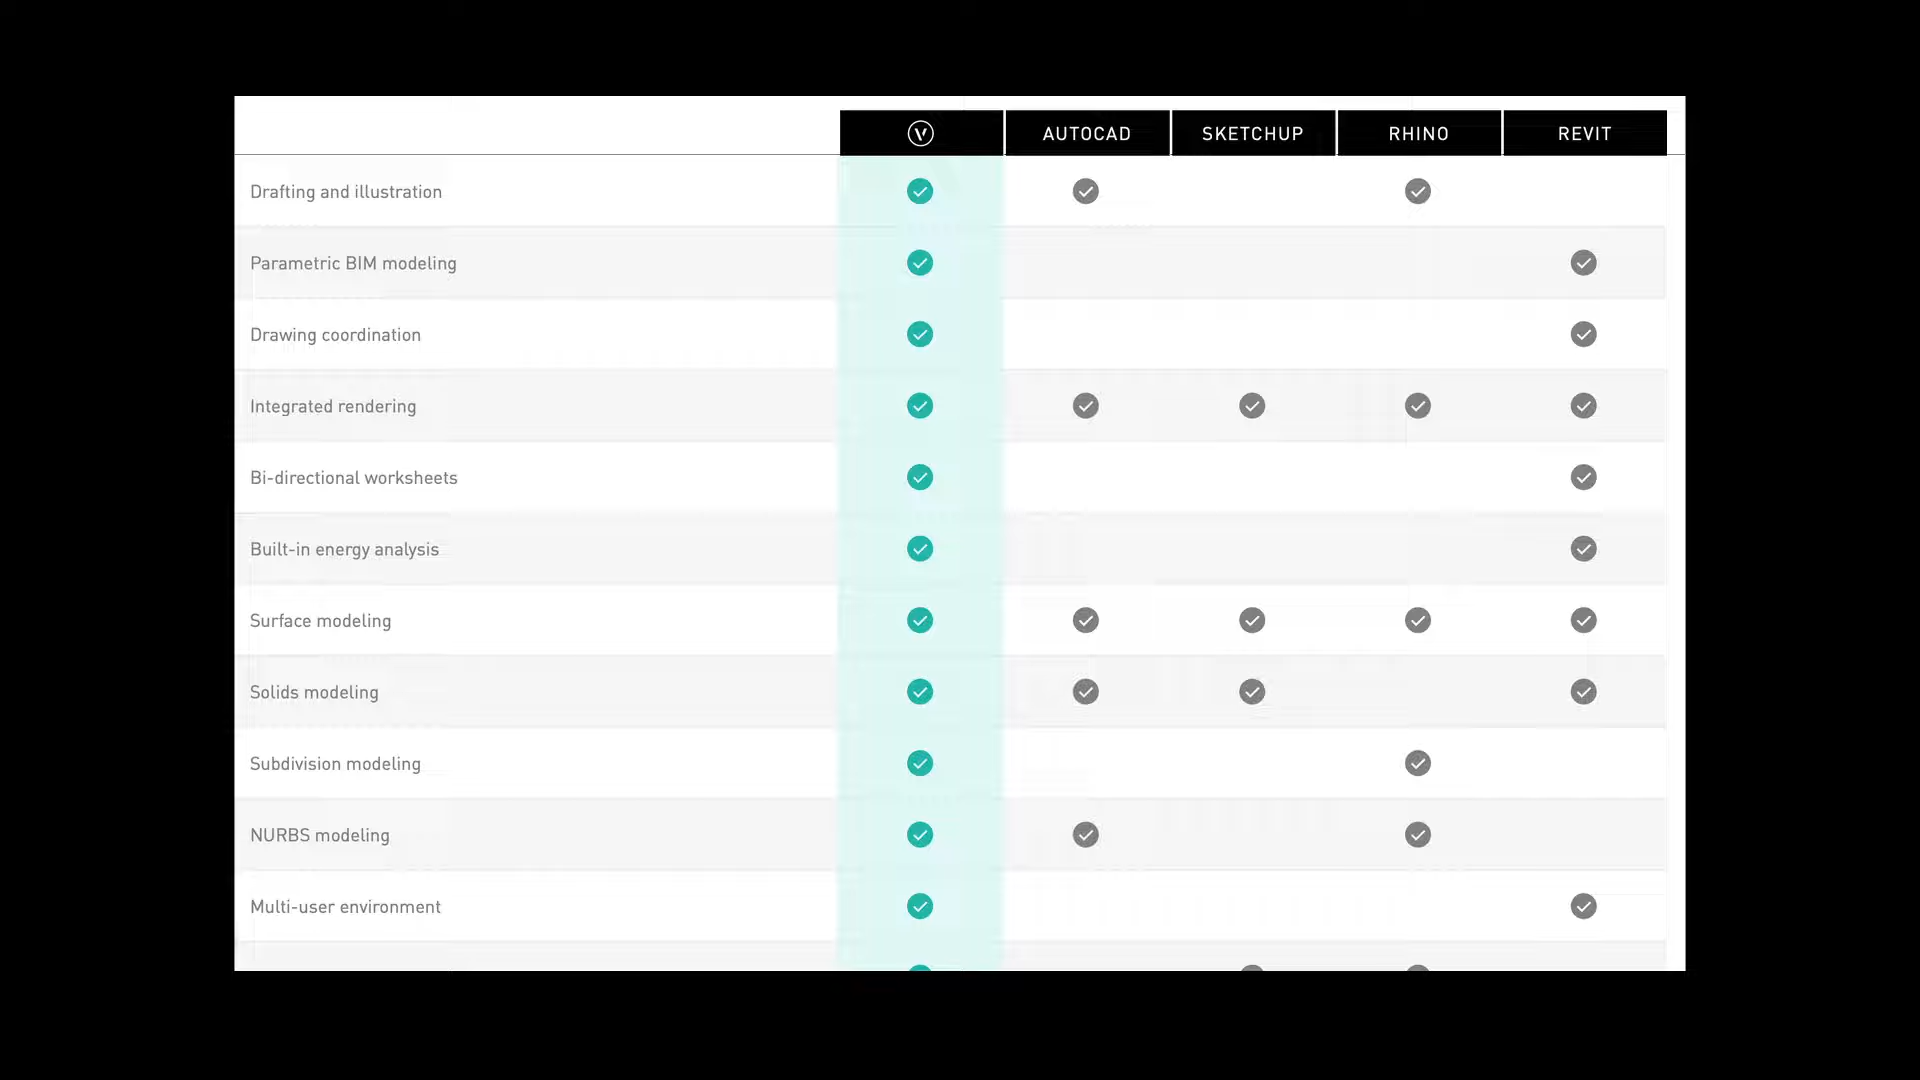 AUTOCAD SKETCHUP RHINO REVIT
Drafting and illustration
Parametric BIM modeling
Drawing coordination
Integrated rendering
Bi-directional worksheets
Built-in energy analysis
Surface modeling
Solids modeling
Subdivision modeling
NURBS modeling
Multi-user environment